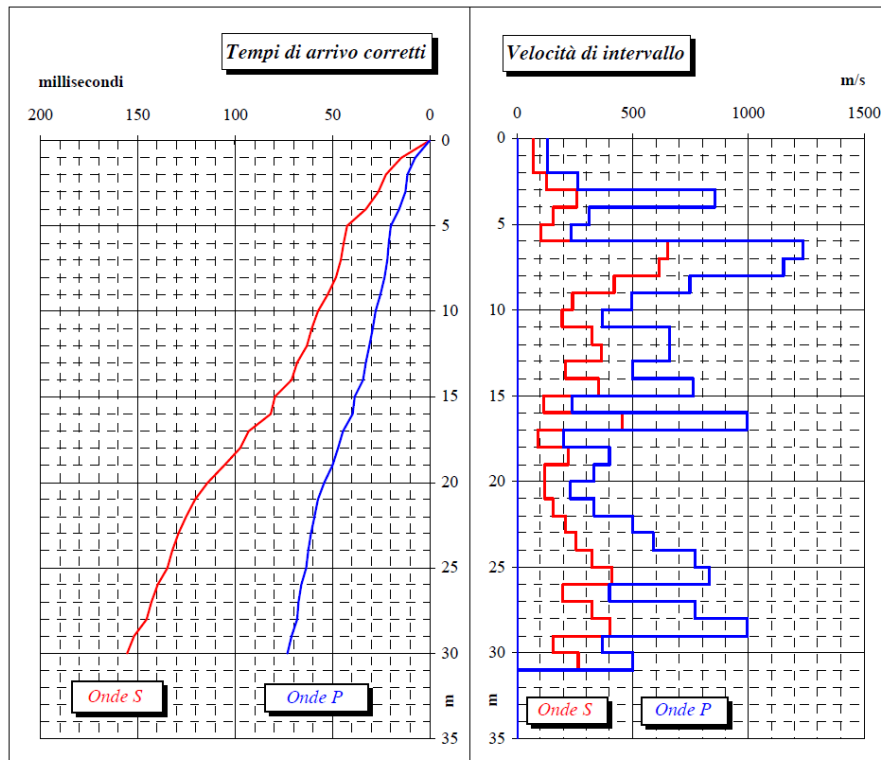 Tempi di arrivo corretti
millisecondi
200 150 100 50 0
0
5
10
15
20
25
30
m
35
Onde S
Onde P
Velocità di intervallo
m/s
0 500 1000 1500
0
5
10
15
20
25
30
m
35
Onde S
Onde P